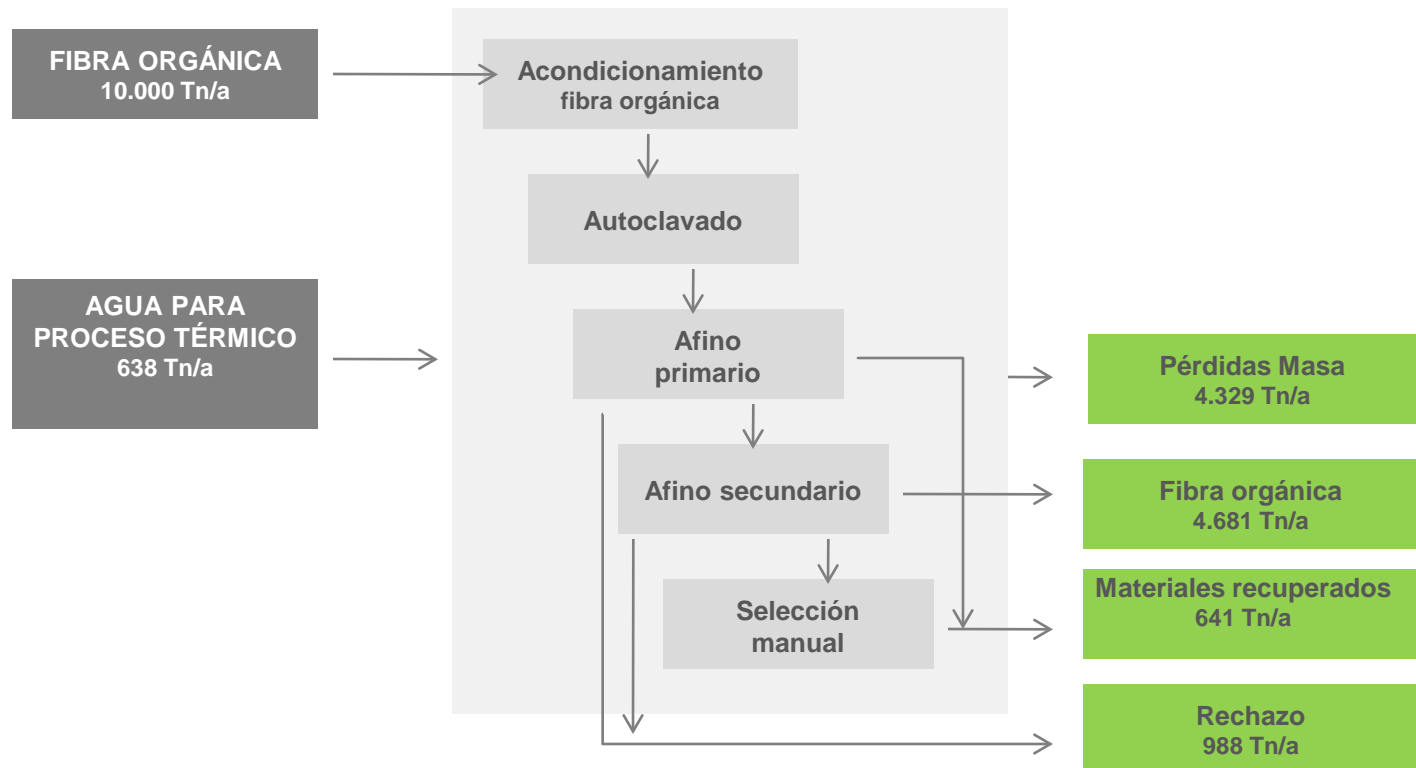 FIBRA ORGÁNICA
10.000 Tn/a
Acondicionamiento
fibra orgánica
Autoclavado
AGUA PARA
PROCESO TÉRMICO
638 Tn/a
Afino
primario
Pérdidas Masa
4.329 Tn/a
Afino secundario
Fibra orgánica
4.681 Tn/a
Selección
manual
Materiales recuperados
641 Tn/a
Rechazo
988 Tn/a